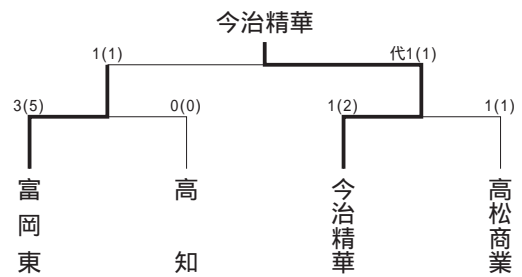 今治精華
1(1) 代1(1)
3(5) 0(0) 1(2) 1(1)
富岡東 高知 今治精華 高松商業